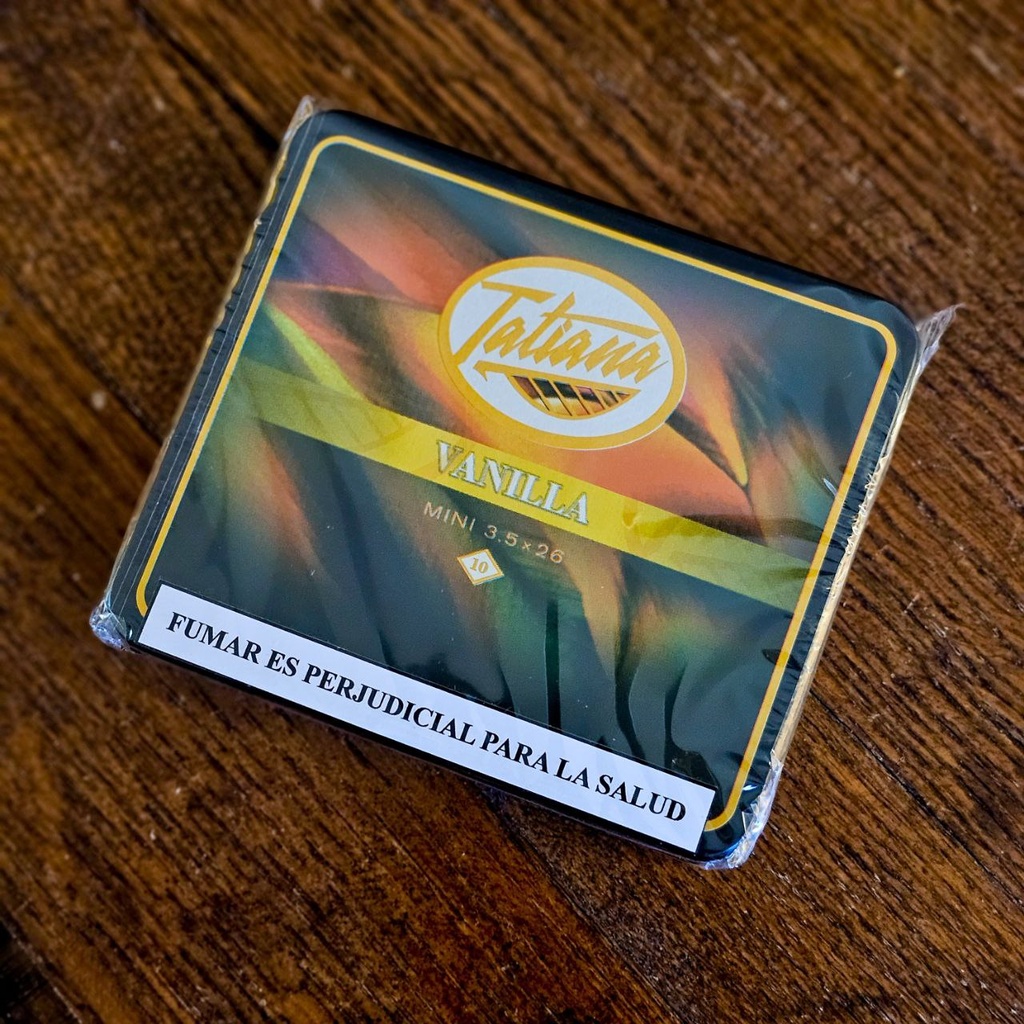 Tatiana
VANILLA
MINI 3.5×26
10
FUMAR ES PERJUDICIAL PARA LA SALUD